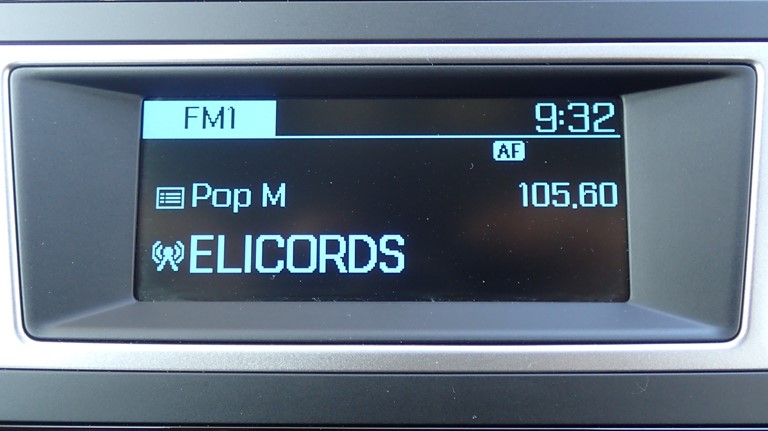 FM1 9:32
AF
Pop M 105.60
ELICORDS